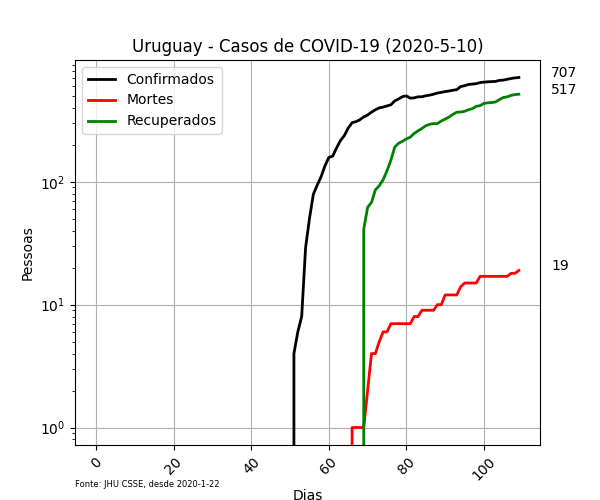 Uruguay - Casos de COVID-19 (2020-5-10)
Confirmados
Mortes
Recuperados
707
517
19
10²
10¹
10⁰
Pessoas
0
20
40
60
80
100
Fonte: JHU CSSE, desde 2020-1-22
Dias